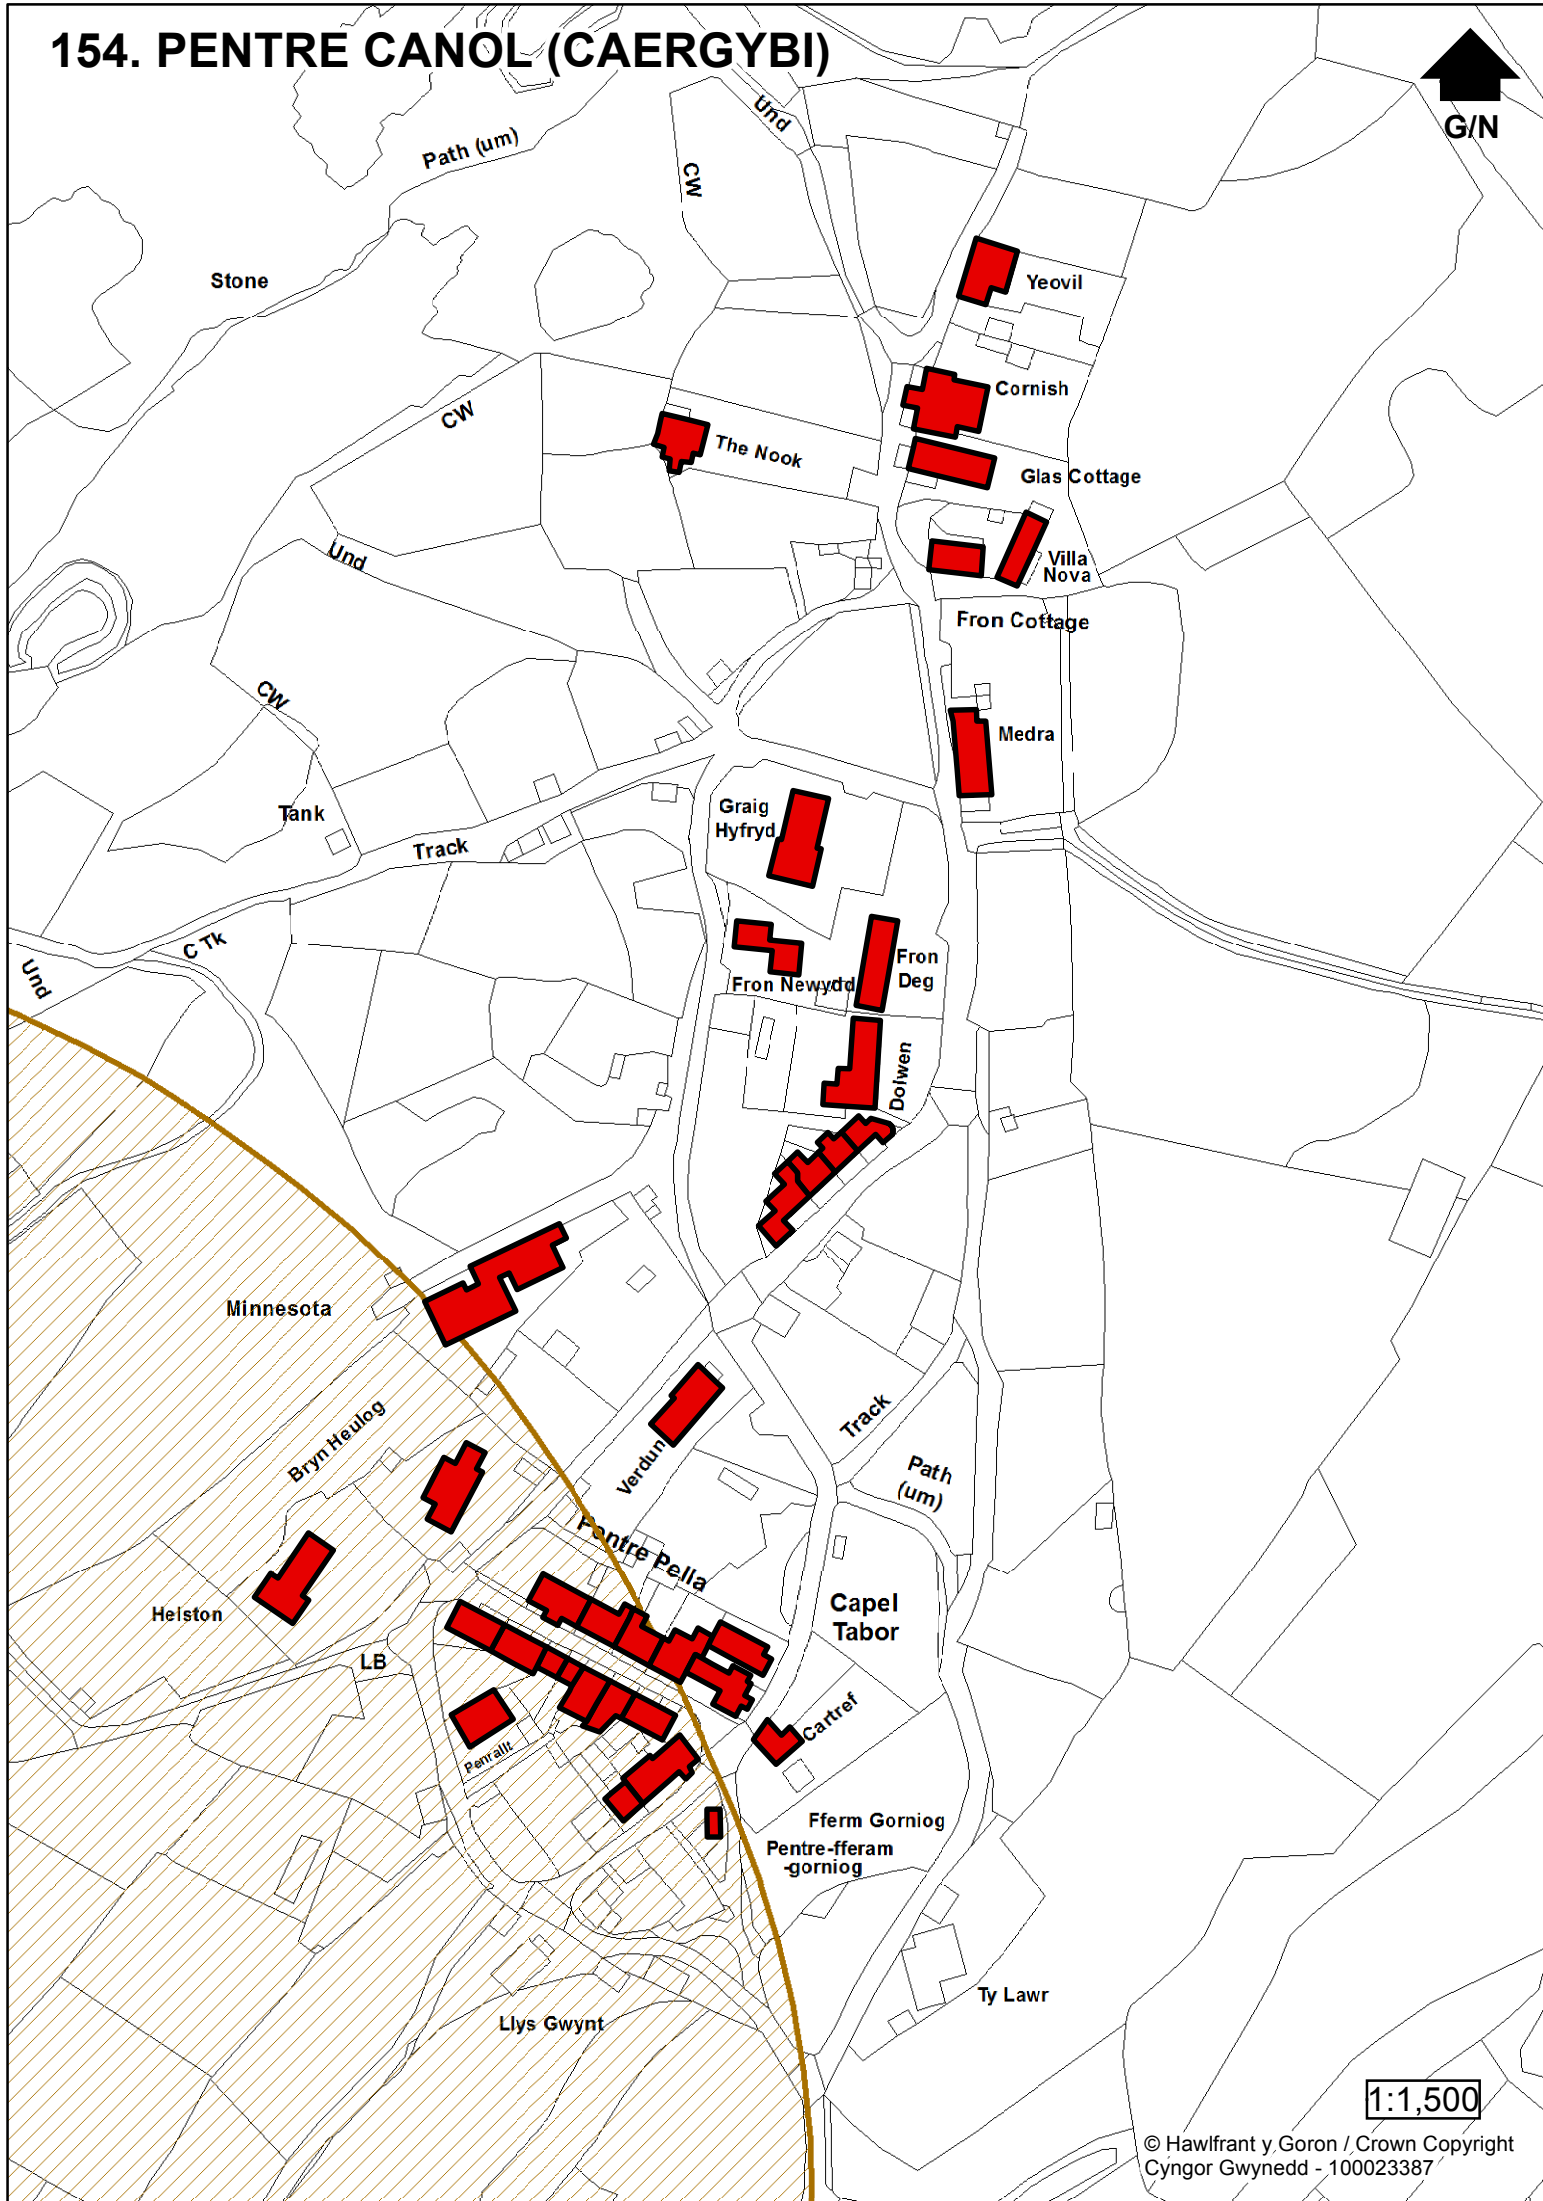 154. PENTRE CANOL (CAERGYBI)
G/N
Und
Path (um)
CW
Stone
Yeovil
Cornish
CW
The Nook
Glas Cottage
Und
Villa
Nova
Fron Cottage
CW
Medra
Graig
Hyfryd
Tank
Track
C Tk
Und
Fron
Deg
Fron Newydd
Dolwen
Minnesota
Bryn Heulog
Track
Verdun
Path
(um)
Pentre Pella
Capel
Tabor
Helston
LB
Cartref
Penrallt
Fferm Gorniog
Pentre-fferam
-gorniog
Ty Lawr
Llys Gwynt
1:1,500
© Hawlfrant y Goron / Crown Copyright
Cyngor Gwynedd - 100023387